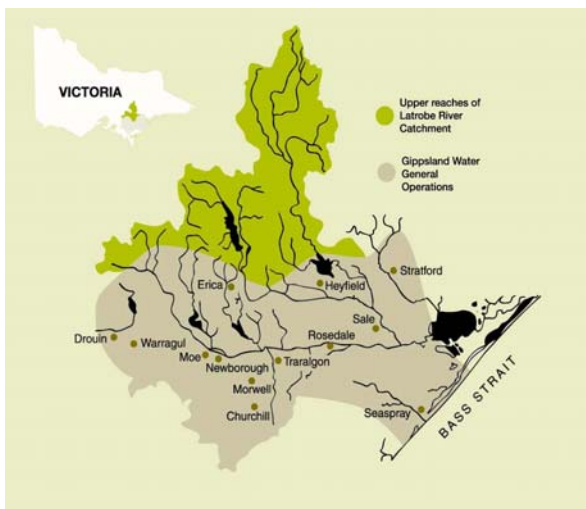 VICTORIA
Upper reaches of
Latrobe River
Catchment
Gippsland Water
General
Operations
Stratford
Erica
Heyfield
Sale
Drouin
Warragul
Rosedale
Moe
Newborough
Traralgon
Morwell
Churchill
Seaspray
BASS STRAIT